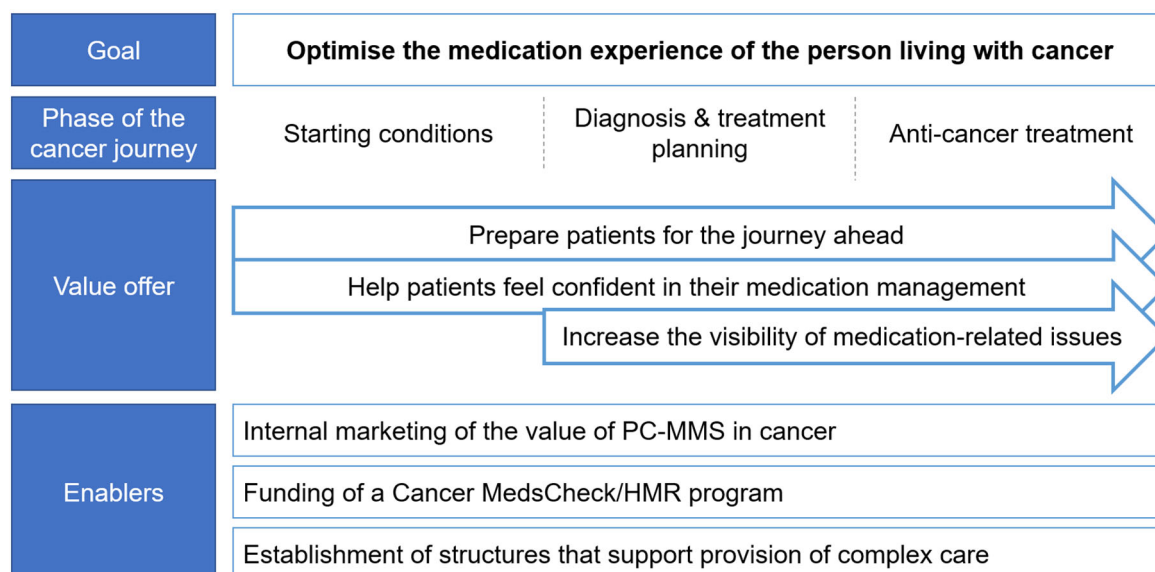 Goal
Optimise the medication experience of the person living with cancer
Phase of the
cancer journey
Starting conditions
Diagnosis & treatment
planning
Anti-cancer treatment
Value offer
Prepare patients for the journey ahead
Help patients feel confident in their medication management
Increase the visibility of medication-related issues
Enablers
Internal marketing of the value of PC-MMS in cancer
Funding of a Cancer MedsCheck/HMR program
Establishment of structures that support provision of complex care